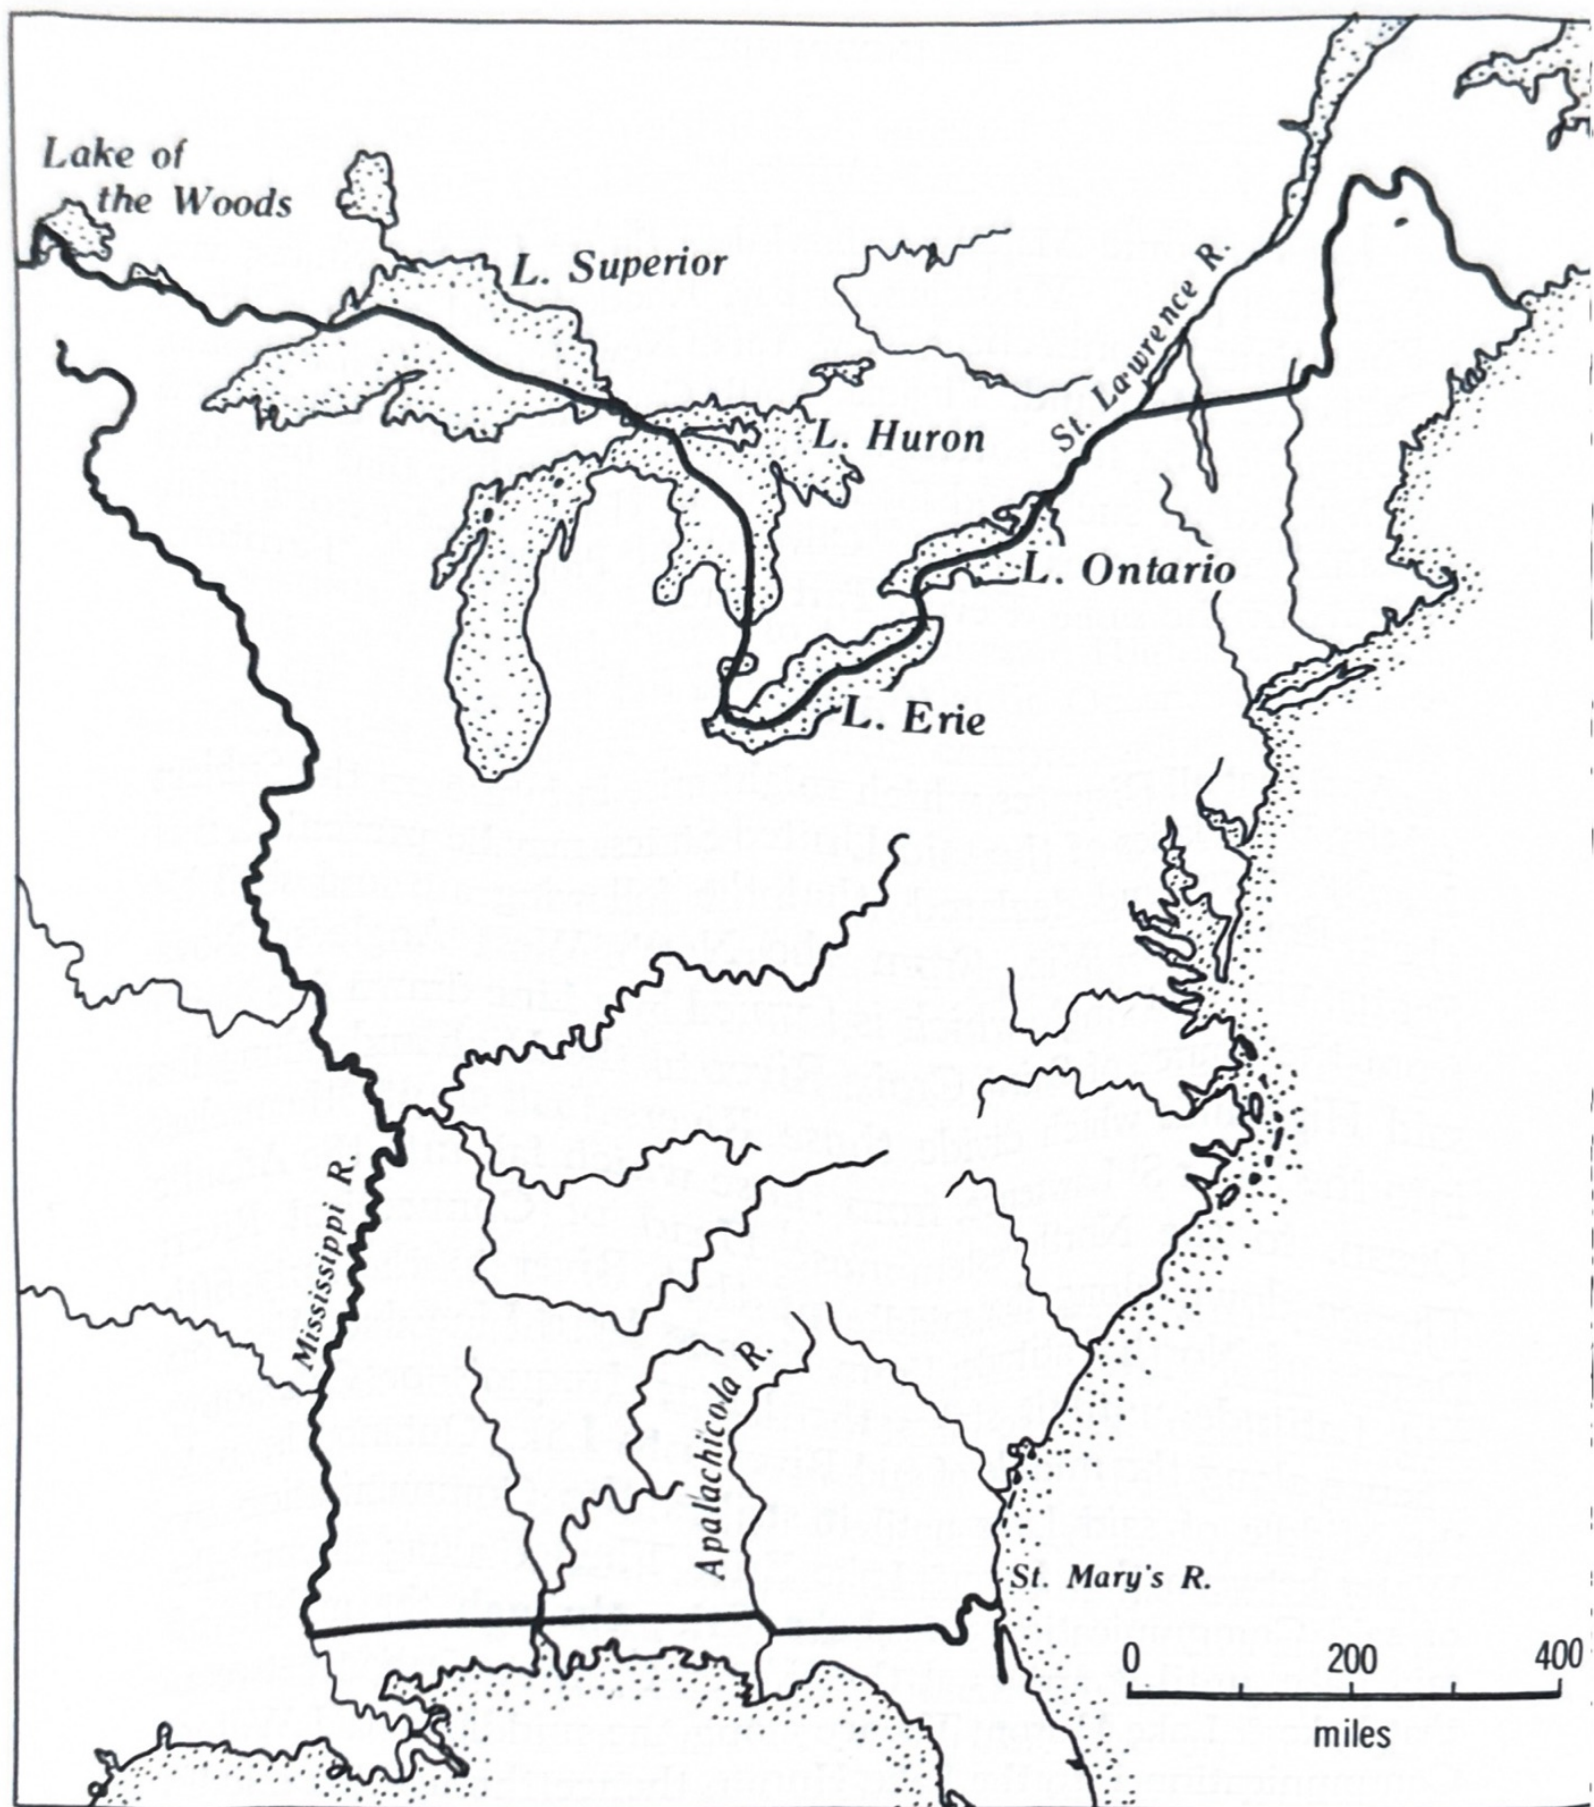 Lake of
the Woods
L. Superior
St. Lawrence R.
L. Huron
L. Ontario
L. Erie
Mississippi R.
Apalachicola R.
St. Mary's R.
0 200 400
miles